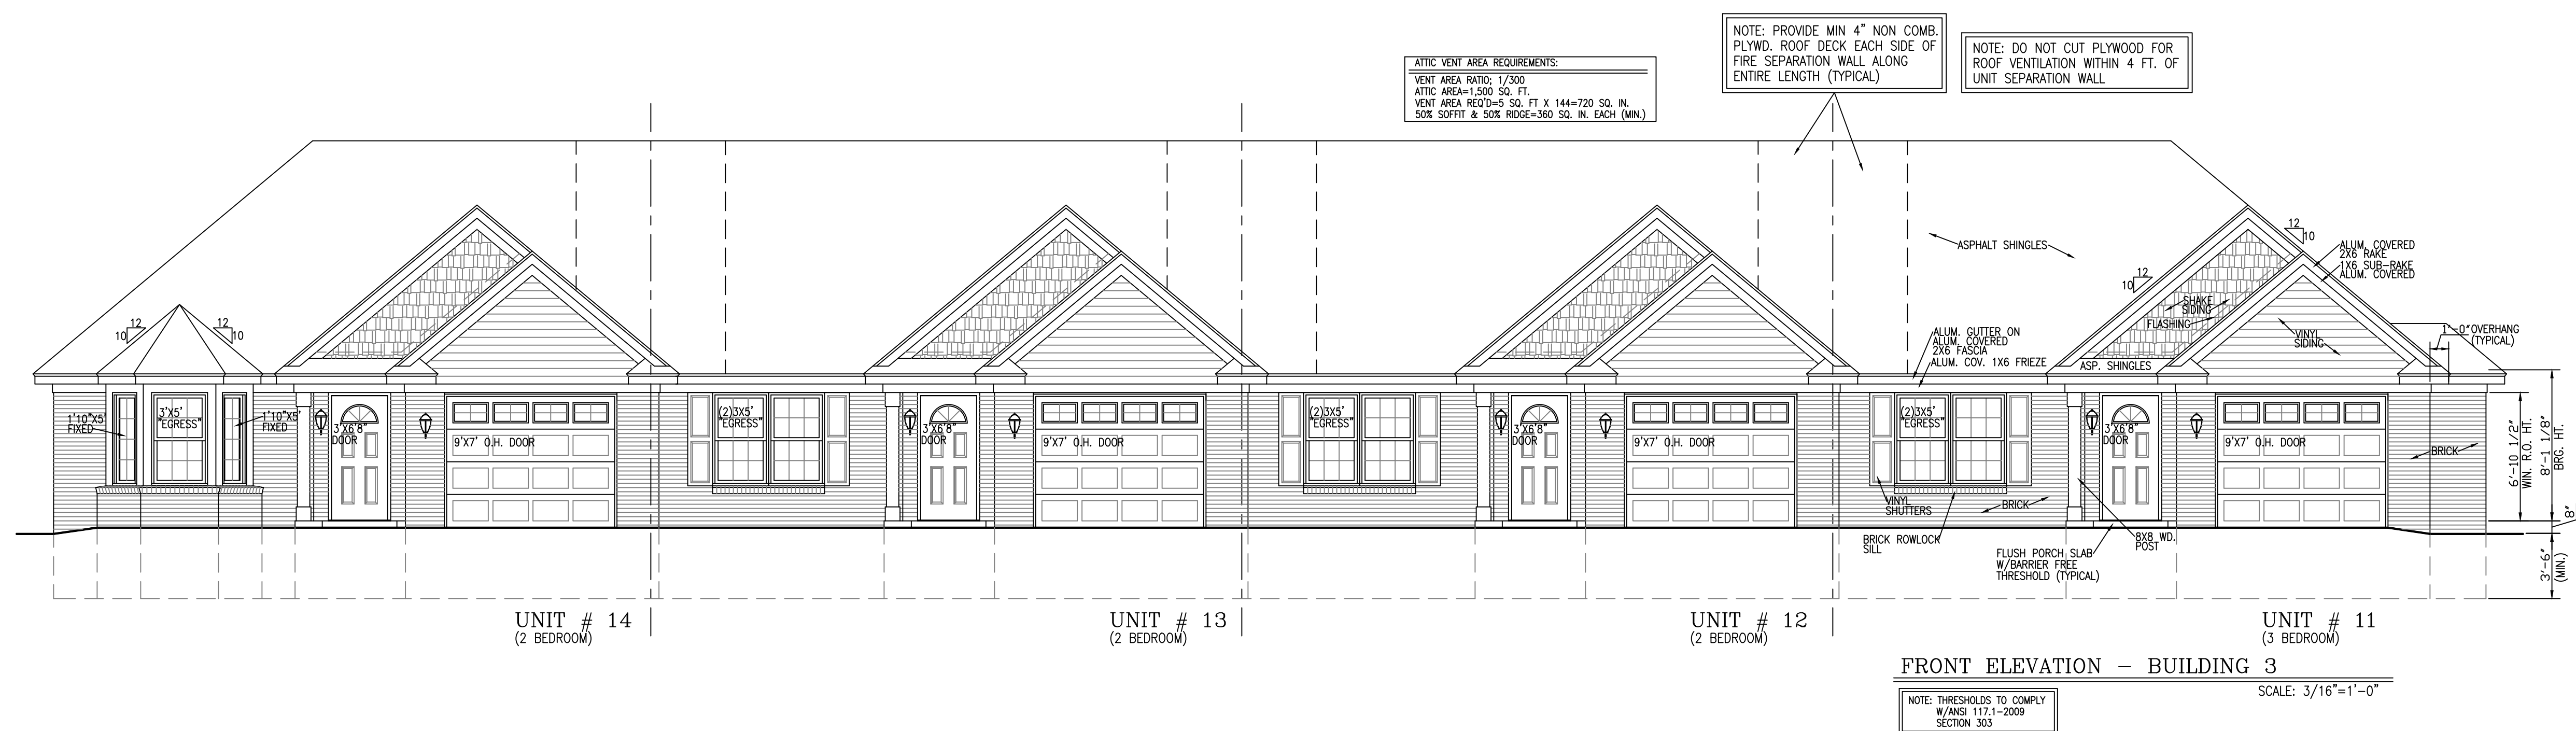 NOTE: PROVIDE MIN 4" NON COMB.
PLYWD. ROOF DECK EACH SIDE OF
FIRE SEPARATION WALL ALONG
ENTIRE LENGTH (TYPICAL)
NOTE: DO NOT CUT PLYWOOD FOR
ROOF VENTILATION WITHIN 4 FT. OF
UNIT SEPARATION WALL
ATTIC VENT AREA REQUIREMENTS:
VENT AREA RATIO; 1/300
ATTIC AREA=1,500 SQ. FT.
VENT AREA REQ'D=5 SQ. FT X 144=720 SQ. IN.
50% SOFFIT & 50% RIDGE=360 SQ. IN. EACH (MIN.)
12
10
12
10
12
10
12
10
ASPHALT SHINGLES
ALUM. COVERED
2X6 RAKE
1X6 SUB-RAKE
ALUM. COVERED
SHAKE
SIDING
FLASHING
VINYL
SIDING
1'-0" OVERHANG
(TYPICAL)
ALUM. GUTTER ON
ALUM. COVERED
2X6 FASCIA
ALUM. COV. 1X6 FRIEZE
ASP. SHINGLES
1'10"X5'
FIXED
3'X5'
"EGRESS"
1'10"X5'
FIXED
3'X6'8"
DOOR
9'X7' O.H. DOOR
(2)3X5'
"EGRESS"
3'X6'8"
DOOR
9'X7' O.H. DOOR
(2)3X5'
"EGRESS"
3'X6'8"
DOOR
9'X7' O.H. DOOR
(2)3X5'
"EGRESS"
3'X6'8"
DOOR
9'X7' O.H. DOOR
BRICK
6'-10 1/2"
WIN. R.O. HT.
8'-1 1/8"
BRG. HT.
8"
3'-6"
(MIN.)
VINYL
SHUTTERS
BRICK
BRICK ROWLOCK
SILL
8X8 WD.
POST
FLUSH PORCH SLAB
W/BARRIER FREE
THRESHOLD (TYPICAL)
UNIT # 14
(2 BEDROOM)
UNIT # 13
(2 BEDROOM)
UNIT # 12
(2 BEDROOM)
UNIT # 11
(3 BEDROOM)
FRONT ELEVATION – BUILDING 3
SCALE: 3/16"=1'-0"
NOTE: THRESHOLDS TO COMPLY
W/ANSI 117.1-2009
SECTION 303